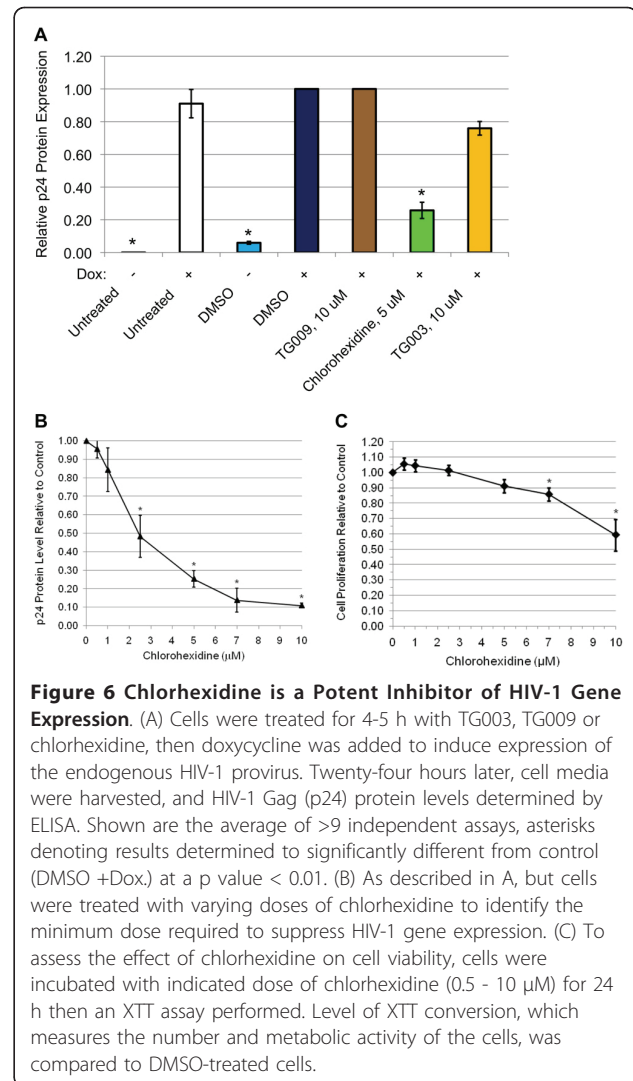 A
Relative p24 Protein Expression
1.20
1.00
0.80
0.60
0.40
0.20
0.00
* * *
Dox: - + - + + + +
Untreated
Untreated
DMSO
DMSO
TG009, 10 uM
Chlorohexidine, 5 uM
TG003, 10 uM
B
p24 Protein Level Relative to Control
1.00
0.90
0.80
0.70
0.60
0.50
0.40
0.30
0.20
0.10
0.00
* * * *
0 1 2 3 4 5 6 7 8 9 10
Chlorohexidine (μM)
C
Cell Proliferation Relative to Control
1.20
1.10
1.00
0.90
0.80
0.70
0.60
0.50
0.40
0.30
0.20
0.10
0.00
* *
0 1 2 3 4 5 6 7 8 9 10
Chlorohexidine (µM)
Figure 6 Chlorhexidine is a Potent Inhibitor of HIV-1 Gene
Expression. (A) Cells were treated for 4-5 h with TG003, TG009 or
chlorhexidine, then doxycycline was added to induce expression of
the endogenous HIV-1 provirus. Twenty-four hours later, cell media
were harvested, and HIV-1 Gag (p24) protein levels determined by
ELISA. Shown are the average of >9 independent assays, asterisks
denoting results determined to significantly different from control
(DMSO +Dox.) at a p value < 0.01. (B) As described in A, but cells
were treated with varying doses of chlorhexidine to identify the
minimum dose required to suppress HIV-1 gene expression. (C) To
assess the effect of chlorhexidine on cell viability, cells were
incubated with indicated dose of chlorhexidine (0.5 - 10 μM) for 24
h then an XTT assay performed. Level of XTT conversion, which
measures the number and metabolic activity of the cells, was
compared to DMSO-treated cells.